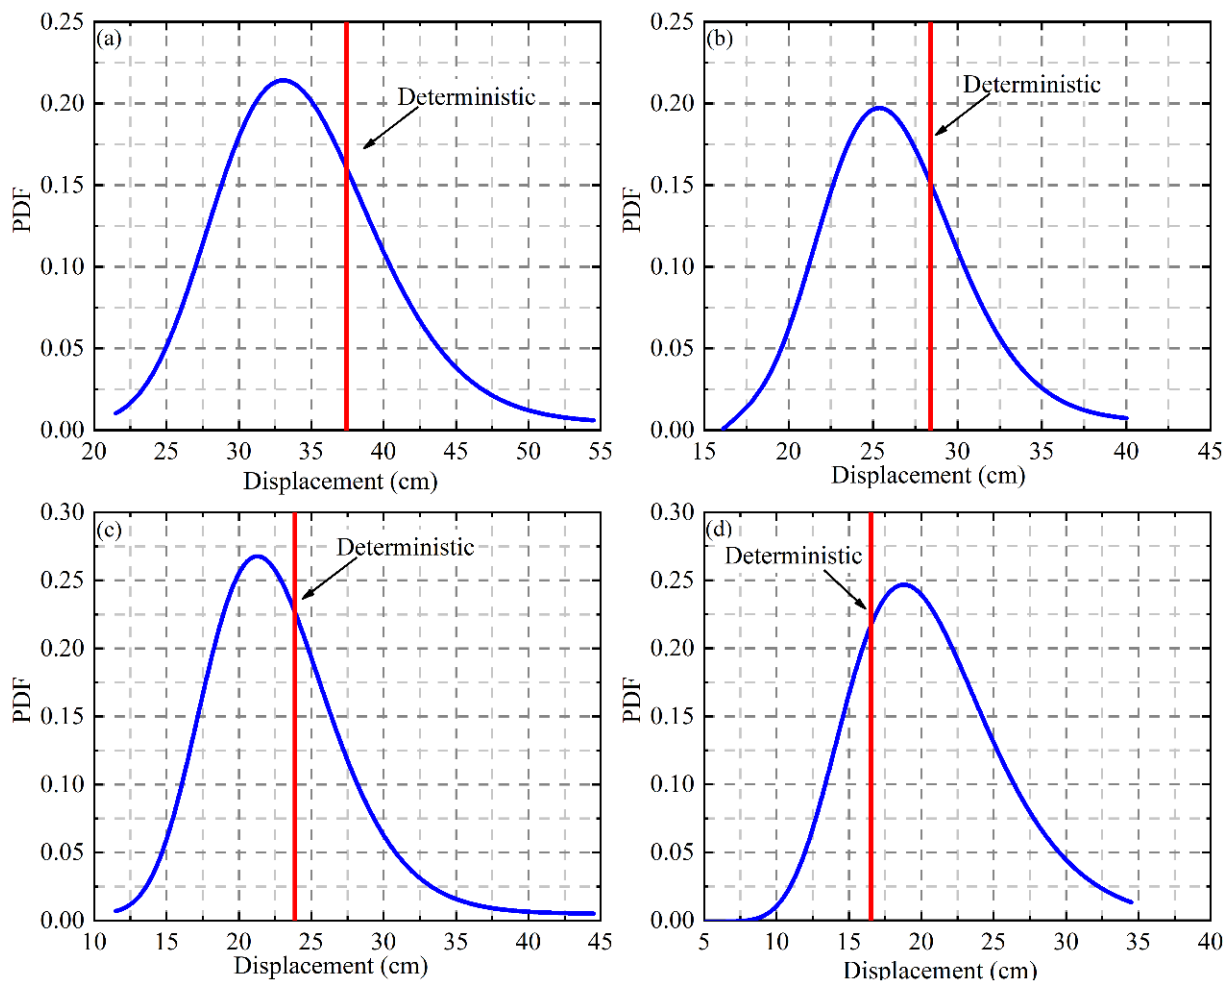 (a)
Deterministic
PDF
0.25
0.20
0.15
0.10
0.05
0.00
20 25 30 35 40 45 50 55
Displacement (cm)
(b)
Deterministic
PDF
0.25
0.20
0.15
0.10
0.05
0.00
15 20 25 30 35 40 45
Displacement (cm)
(c)
Deterministic
PDF
0.30
0.25
0.20
0.15
0.10
0.05
0.00
10 15 20 25 30 35 40 45
Displacement (cm)
(d)
Deterministic
PDF
0.30
0.25
0.20
0.15
0.10
0.05
0.00
5 10 15 20 25 30 35 40
Displacement (cm)